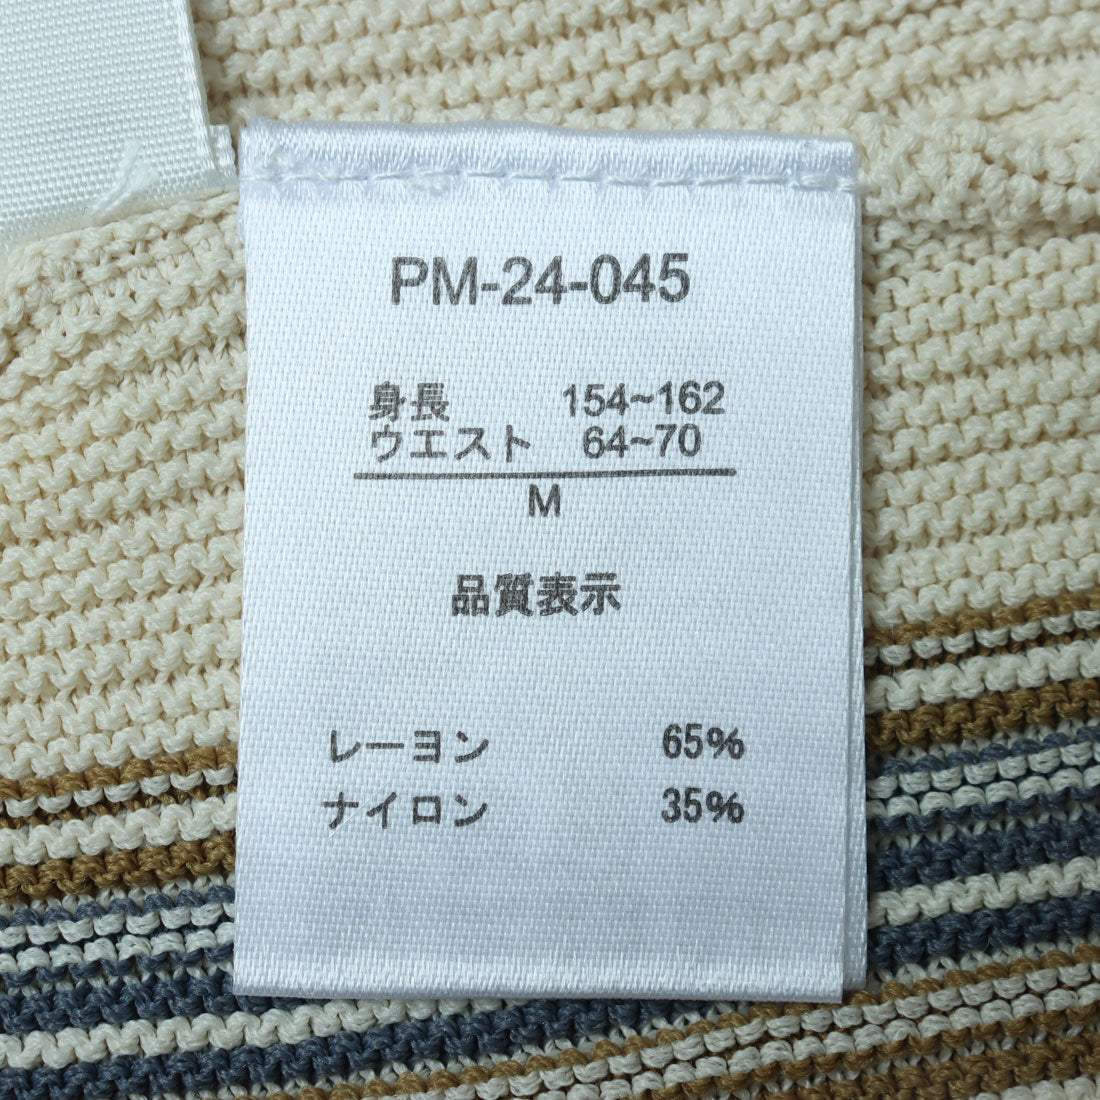 PM-24-045
身長 154~162
ウエスト 64~70
M
品質表示
レーヨン 65%
ナイロン 35%